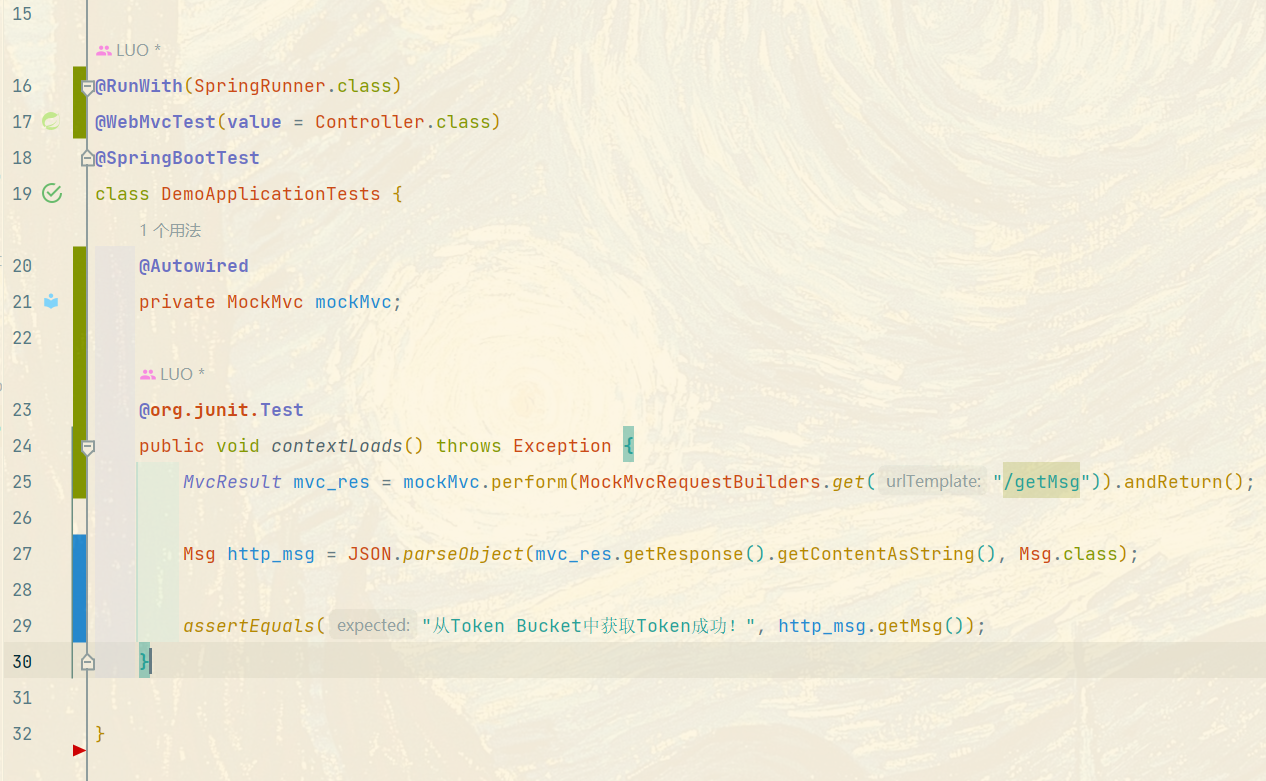 15
LUO *
16 @RunWith(SpringRunner.class)
17 @WebMvcTest(value = Controller.class)
18 @SpringBootTest
19 class DemoApplicationTests {
1 个用法
20 @Autowired
21 private MockMvc mockMvc;
22
LUO *
23 @org.junit.Test
24 public void contextLoads() throws Exception {
25 MvcResult mvc_res = mockMvc.perform(MockMvcRequestBuilders.get( urlTemplate: "/getMsg")).andReturn();
26
27 Msg http_msg = JSON.parseObject(mvc_res.getResponse().getContentAsString(), Msg.class);
28
29 assertEquals( expected: "从Token Bucket中获取Token成功！", http_msg.getMsg());
30 }
31
32 }